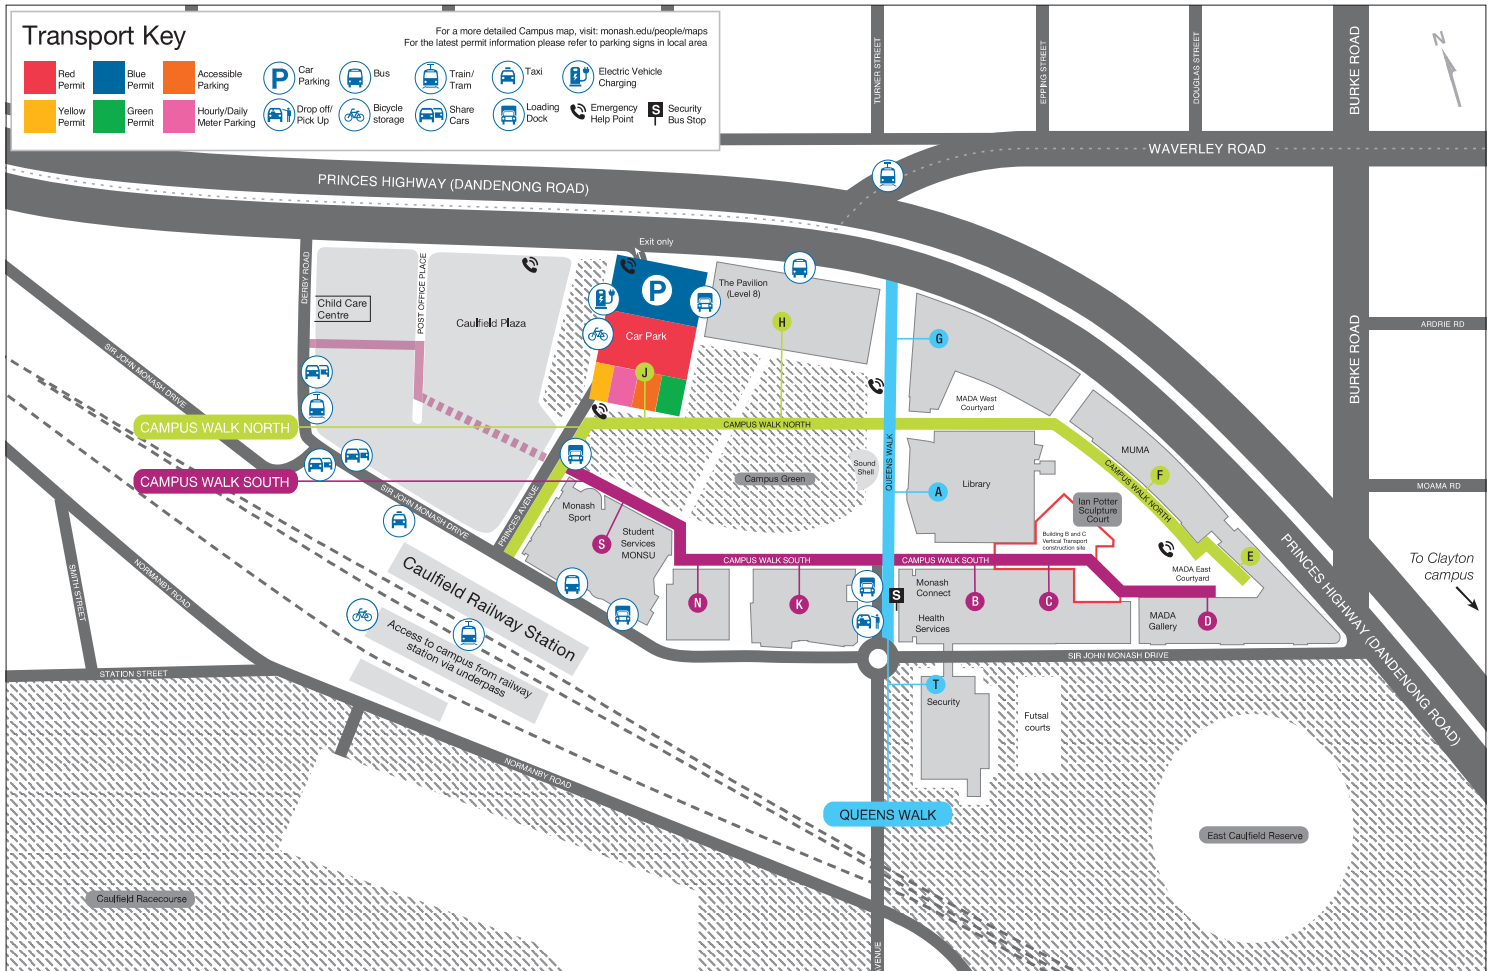 Transport Key
For a more detailed Campus map, visit: monash.edu/people/maps
For the latest permit information please refer to parking signs in local area
Red
Permit
Blue
Permit
Accessible
Parking
P
Car
Parking
Bus
Train/
Tram
Taxi
Electric Vehicle
Charging
Yellow
Permit
Green
Permit
Hourly/Daily
Meter Parking
Drop off/
Pick Up
Bicycle
storage
Share
Cars
Loading
Dock
Emergency
Help Point
S
Security
Bus Stop
TURNER STREET
EPPING STREET
DOUGLAS STREET
BURKE ROAD
N
WAVERLEY ROAD
PRINCES HIGHWAY (DANDENONG ROAD)
Exit only
DERBY ROAD
POST OFFICE PLACE
Child Care
Centre
Caulfield Plaza
P
Car Park
J
The Pavilion
(Level 8)
H
G
ARDRIE RD
BURKE ROAD
SIR JOHN MONASH DRIVE
MADA West
Courtyard
CAMPUS WALK NORTH
CAMPUS WALK NORTH
QUEENS WALK
MUMA
CAMPUS WALK NORTH
F
Sound
Shell
Campus Green
A
Library
CAMPUS WALK SOUTH
SIR JOHN MONASH DRIVE
PRINCES AVENUE
Monash
Sport
S
Student
Services
MONSU
Ian Potter
Sculpture
Court
MOAMA RD
Building B and C
Vertical Transport
construction site
E
CAMPUS WALK SOUTH
CAMPUS WALK SOUTH
MADA East
Courtyard
PRINCES HIGHWAY (DANDENONG ROAD)
To Clayton
campus
SMITH STREET
NORMANBY ROAD
Caulfield Railway Station
Access to campus from railway
station via underpass
N
K
S
Monash
Connect
B
C
Health
Services
MADA
Gallery
D
SIR JOHN MONASH DRIVE
STATION STREET
T
Security
Futsal
courts
NORMANBY ROAD
QUEENS WALK
East Caulfield Reserve
Caulfield Racecourse
VENUE